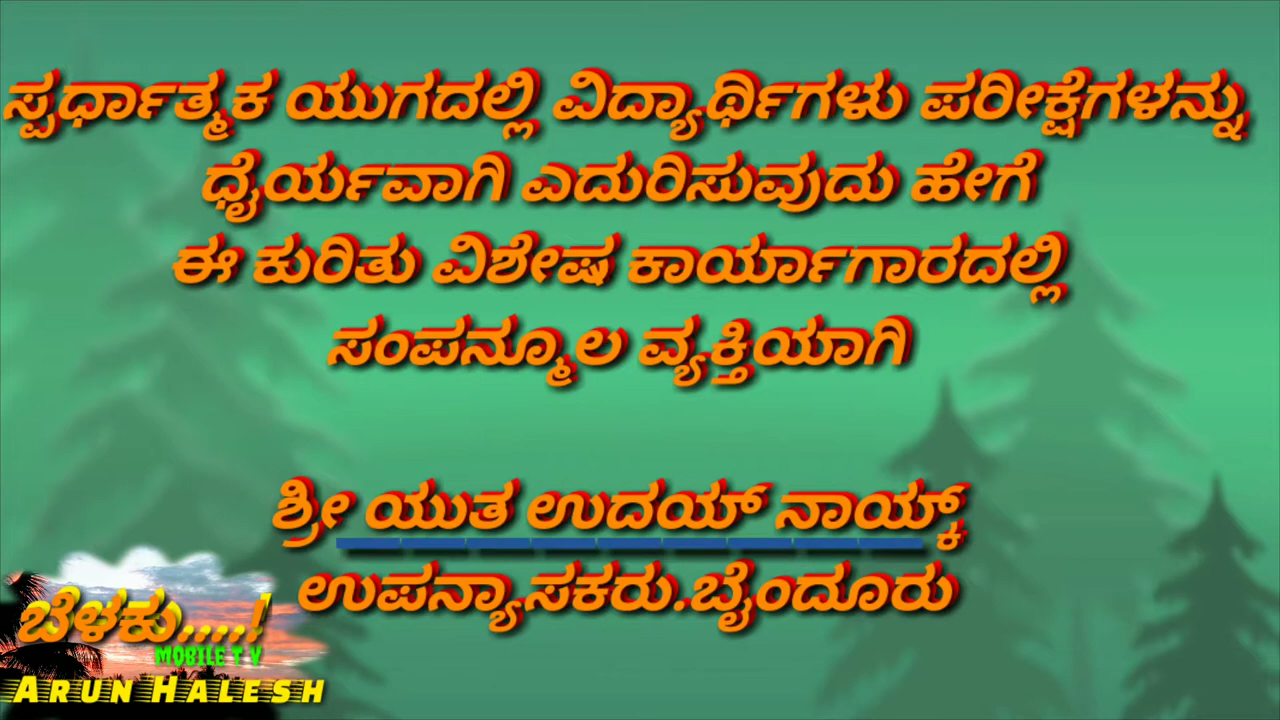 ಸ್ಪರ್ಧಾತ್ಮಕ ಯುಗದಲ್ಲಿ ವಿದ್ಯಾರ್ಥಿಗಳು ಪರೀಕ್ಷೆಗಳನ್ನು
ಧೈರ್ಯವಾಗಿ ಎದುರಿಸುವುದು ಹೇಗೆ
ಈ ಕುರಿತು ವಿಶೇಷ ಕಾರ್ಯಾಗಾರದಲ್ಲಿ
ಸಂಪನ್ಮೂಲ ವ್ಯಕ್ತಿಯಾಗಿ
ಶ್ರೀ ಯುತ ಉದಯ್ ನಾಯ್ಕ್
ಉಪನ್ಯಾಸಕರು.ಬೈಂದೂರು
ಬೆಳಕು....!
MOBILE T V
ARUN HALESH